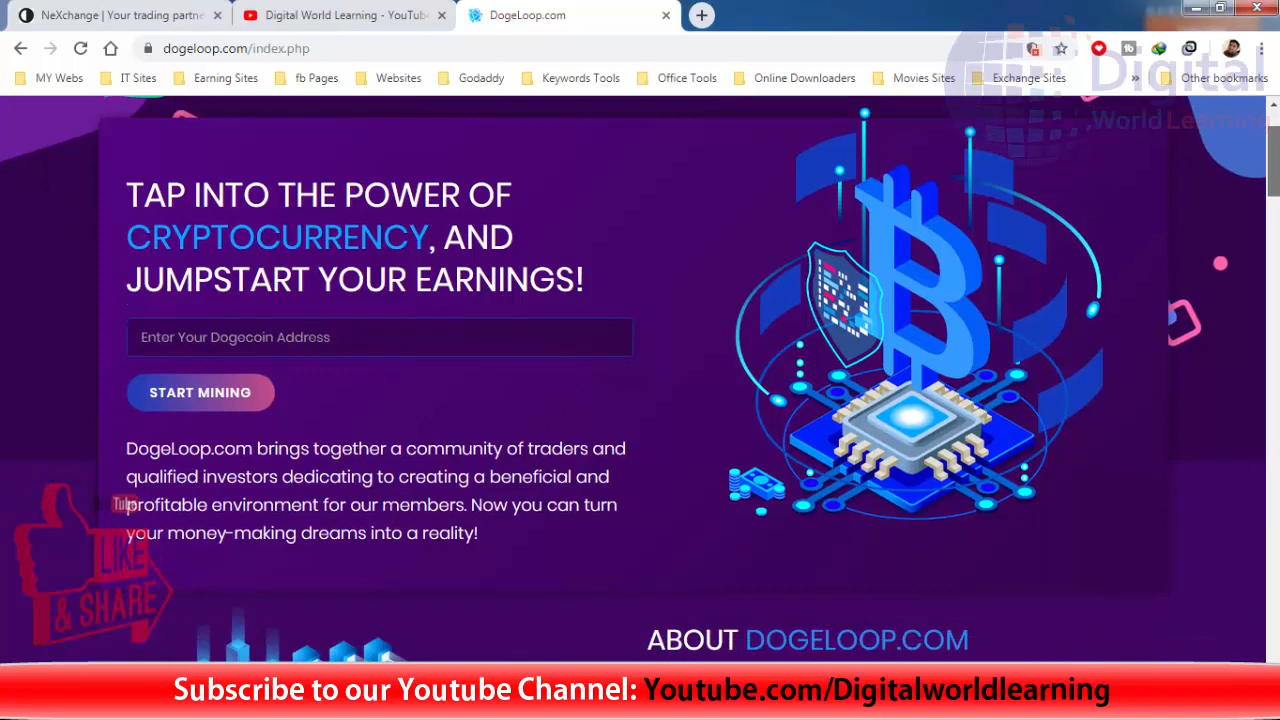 NeXchange | Your trading partne
Digital World Learning - YouTube
DogeLoop.com
dogeloop.com/index.php
MY Webs
IT Sites
Earning Sites
fb Pages
Websites
Godaddy
Keywords Tools
Office Tools
Online Downloaders
Movies Sites
Exchange Sites
»
Other bookmarks
Digital
World Learning
TAP INTO THE POWER OF
CRYPTOCURRENCY, AND
JUMPSTART YOUR EARNINGS!
Enter Your Dogecoin Address
START MINING
DogeLoop.com brings together a community of traders and
qualified investors dedicating to creating a beneficial and
profitable environment for our members. Now you can turn
your money-making dreams into a reality!
LIKE
& SHARE
ABOUT DOGELOOP.COM
Subscribe to our Youtube Channel: Youtube.com/Digitalworldlearning